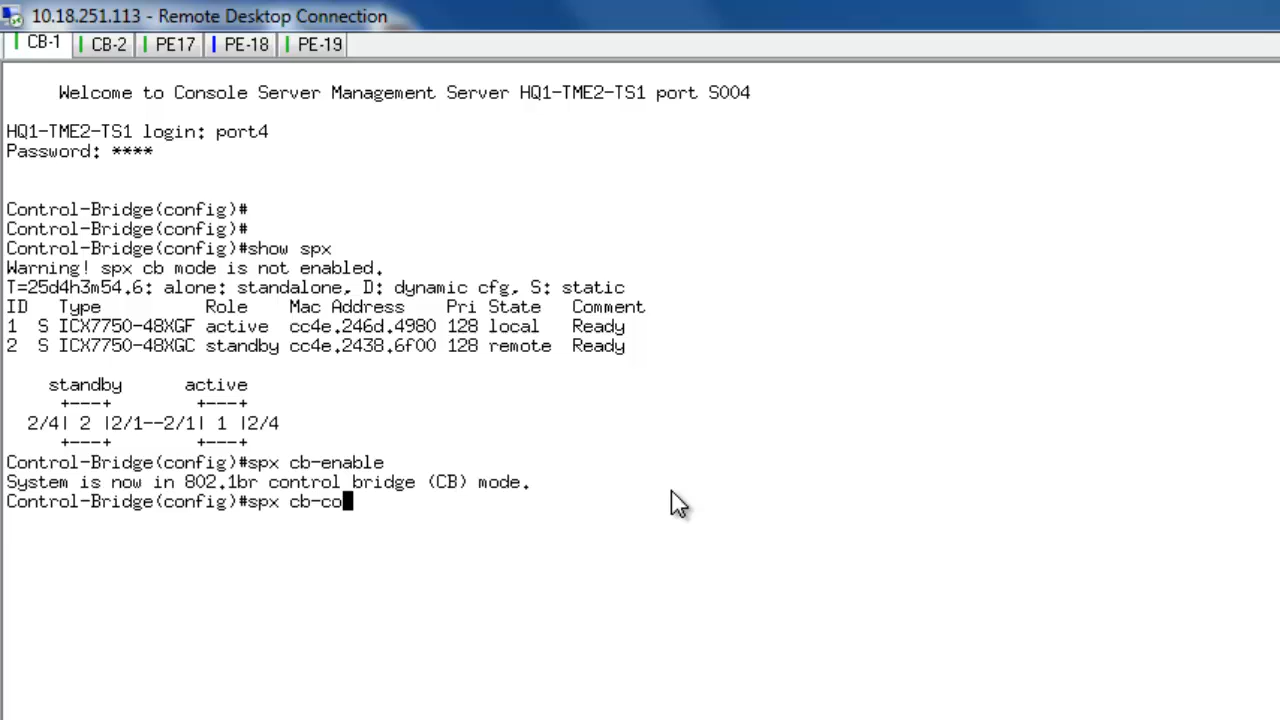 10.18.251.113 - Remote Desktop Connection
CB-1 CB-2 PE17 PE-18 PE-19
Welcome to Console Server Management Server HQ1-TME2-TS1 port S004
HQ1-TME2-TS1 login: port4
Password: ****
Control-Bridge(config)#
Control-Bridge(config)#
Control-Bridge(config)#show spx
Warning! spx cb mode is not enabled.
T=25d4h3m54.6: alone: standalone, D: dynamic cfg, S: static
ID Type Role Mac Address Pri State Comment
1 S ICX7750-48XGF active cc4e.246d.4980 128 local Ready
2 S ICX7750-48XGC standby cc4e.2438.6f00 128 remote Ready
standby active
+---+ +---+
2/4| 2 |2/1--2/1| 1 |2/4
+---+ +---+
Control-Bridge(config)#spx cb-enable
System is now in 802.1br control bridge (CB) mode.
Control-Bridge(config)#spx cb-co